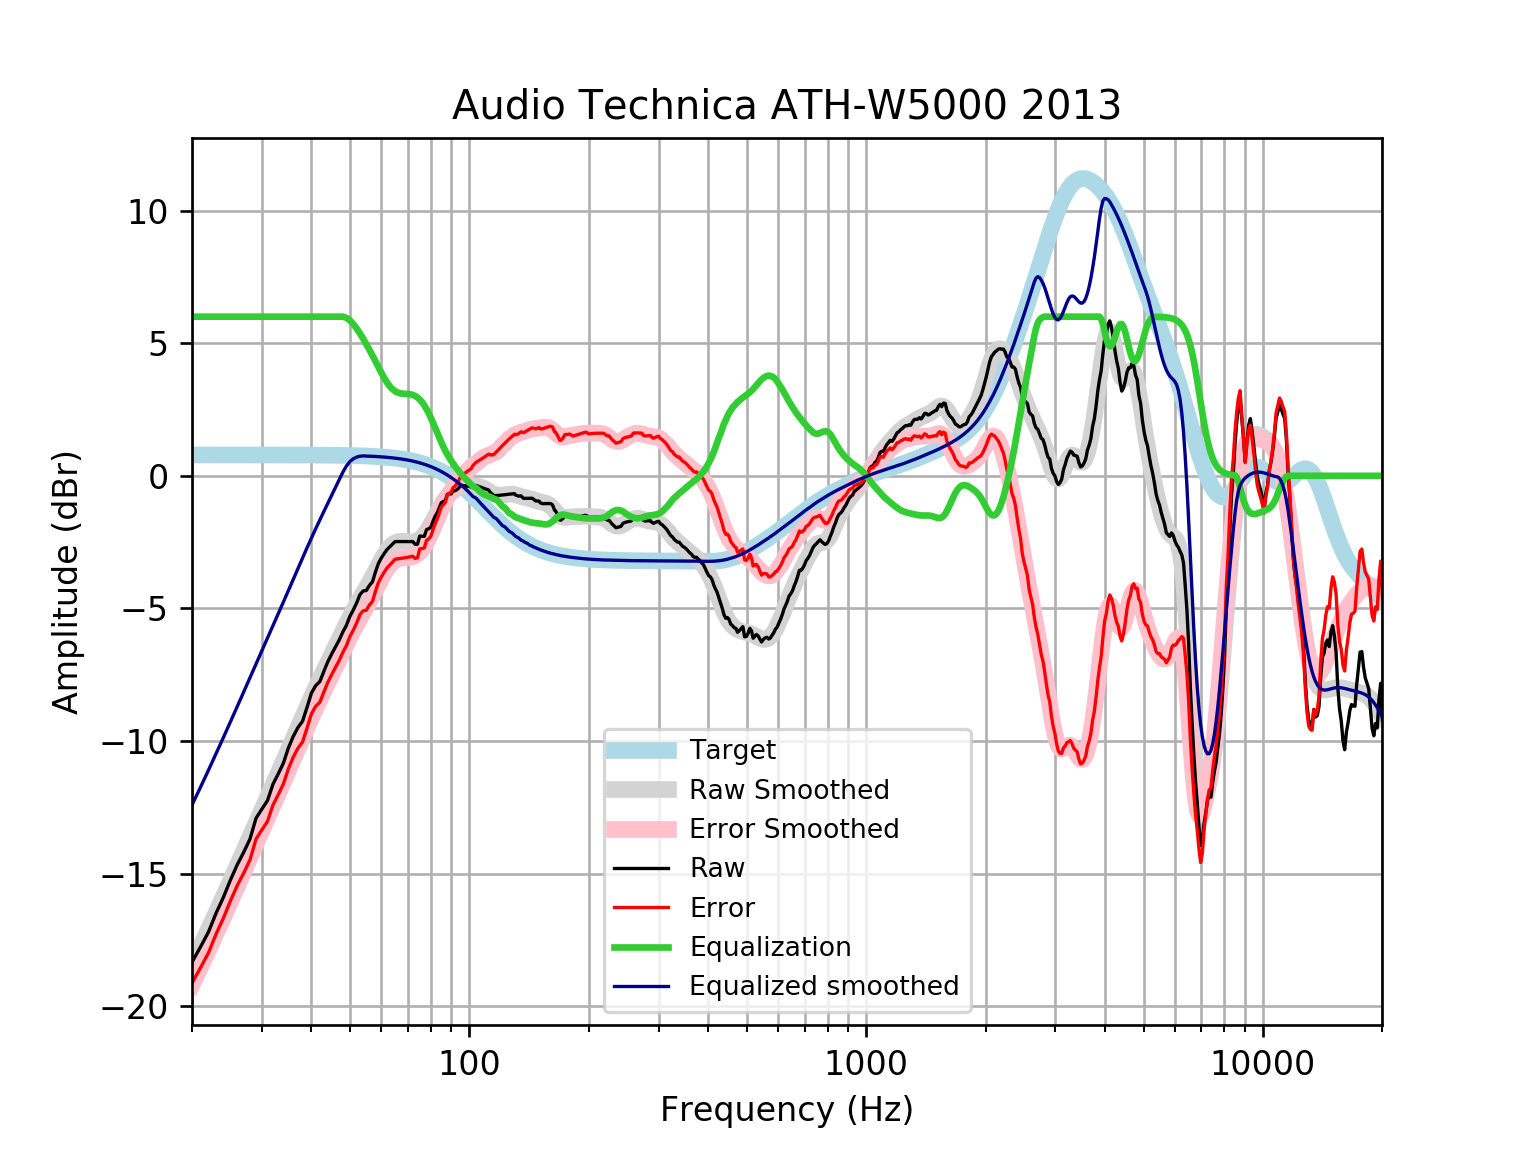 Audio Technica ATH-W5000 2013
10
5
0
−5
−10
−15
−20
Amplitude (dBr)
Target
Raw Smoothed
Error Smoothed
Raw
Error
Equalization
Equalized smoothed
100 1000 10000
Frequency (Hz)